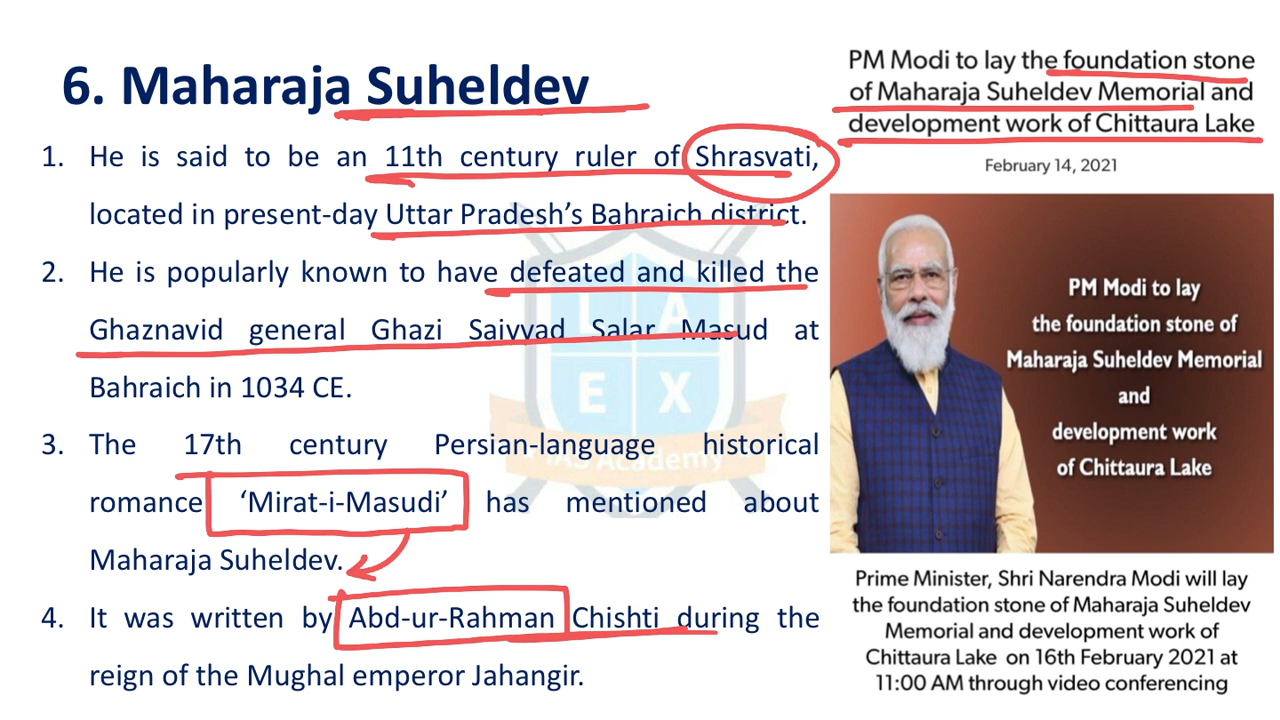 6. Maharaja Suheldev
1. He is said to be an 11th century ruler of Shrasvati,
located in present-day Uttar Pradesh’s Bahraich district.
2. He is popularly known to have defeated and killed the
Ghaznavid general Ghazi Saiyyad Salar Masud at
Bahraich in 1034 CE.
3. The 17th century Persian-language historical
romance ‘Mirat-i-Masudi’ has mentioned about
Maharaja Suheldev.
4. It was written by Abd-ur-Rahman Chishti during the
reign of the Mughal emperor Jahangir.
L A
E X
IAS Academy
PM Modi to lay the foundation stone
of Maharaja Suheldev Memorial and
development work of Chittaura Lake
February 14, 2021
PM Modi to lay
the foundation stone of
Maharaja Suheldev Memorial
and
development work
of Chittaura Lake
Prime Minister, Shri Narendra Modi will lay
the foundation stone of Maharaja Suheldev
Memorial and development work of
Chittaura Lake on 16th February 2021 at
11:00 AM through video conferencing